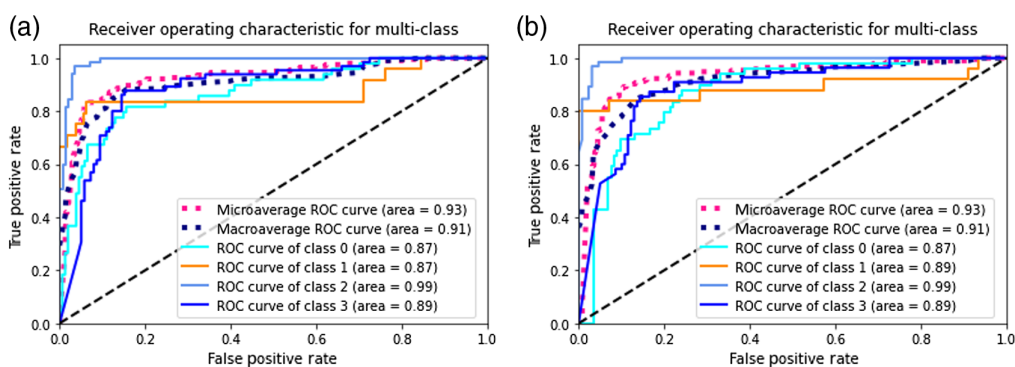 (a)
Receiver operating characteristic for multi-class
True positive rate
1.0
0.8
0.6
0.4
0.2
0.0
Microaverage ROC curve (area = 0.93)
Macroaverage ROC curve (area = 0.91)
ROC curve of class 0 (area = 0.87)
ROC curve of class 1 (area = 0.87)
ROC curve of class 2 (area = 0.99)
ROC curve of class 3 (area = 0.89)
0.0 0.2 0.4 0.6 0.8 1.0
False positive rate
(b)
Receiver operating characteristic for multi-class
True positive rate
1.0
0.8
0.6
0.4
0.2
0.0
Microaverage ROC curve (area = 0.93)
Macroaverage ROC curve (area = 0.91)
ROC curve of class 0 (area = 0.87)
ROC curve of class 1 (area = 0.89)
ROC curve of class 2 (area = 0.99)
ROC curve of class 3 (area = 0.89)
0.0 0.2 0.4 0.6 0.8 1.0
False positive rate